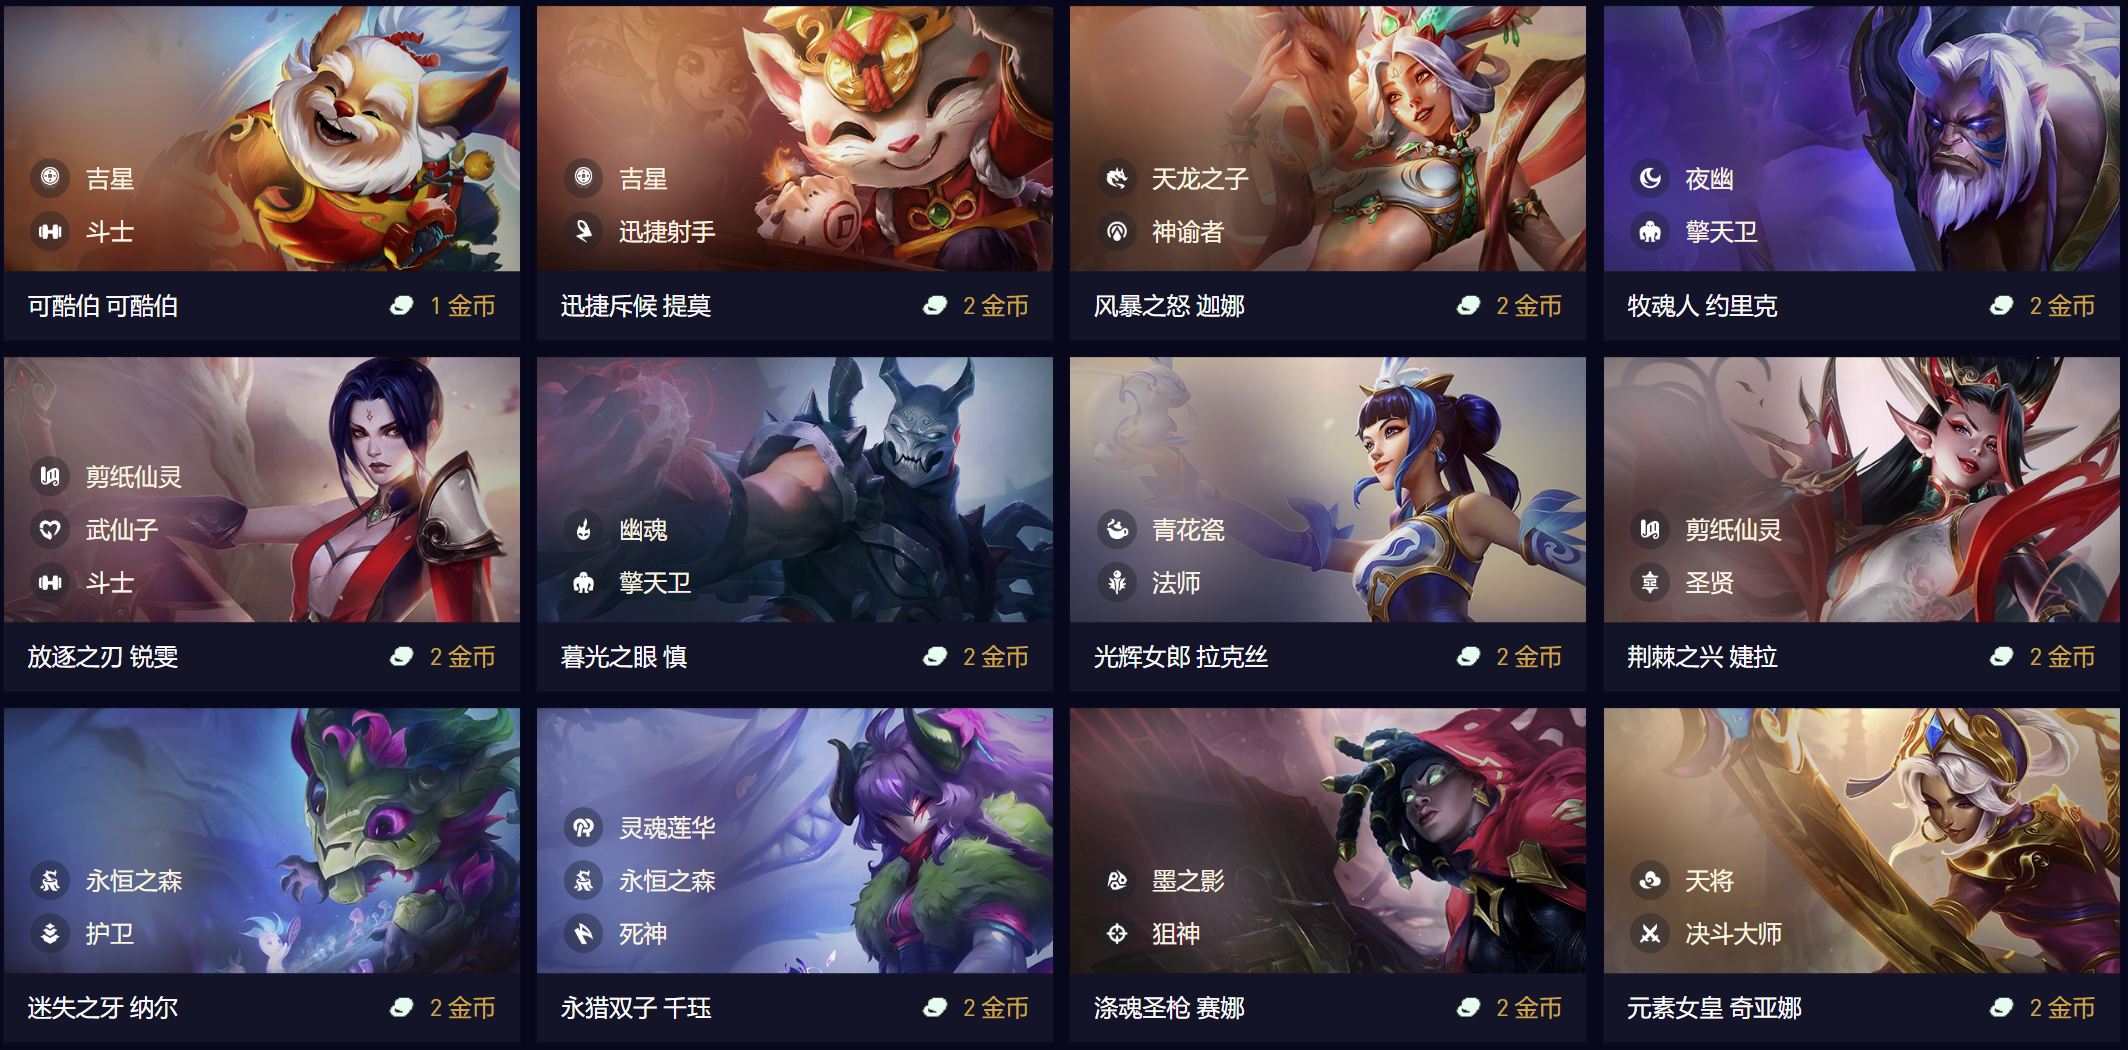 吉星
斗士
可酷伯 可酷伯
1 金币
吉星
迅捷射手
迅捷斥候 提莫
2 金币
天龙之子
神谕者
风暴之怒 迦娜
2 金币
夜幽
擎天卫
牧魂人 约里克
2 金币
剪纸仙灵
武仙子
斗士
放逐之刃 锐雯
2 金币
幽魂
擎天卫
暮光之眼 慎
2 金币
青花瓷
法师
光辉女郎 拉克丝
2 金币
剪纸仙灵
圣贤
荆棘之兴 婕拉
2 金币
永恒之森
护卫
迷失之牙 纳尔
2 金币
灵魂莲华
永恒之森
死神
永猎双子 千珏
2 金币
墨之影
狙神
涤魂圣枪 赛娜
2 金币
天将
决斗大师
元素女皇 奇亚娜
2 金币